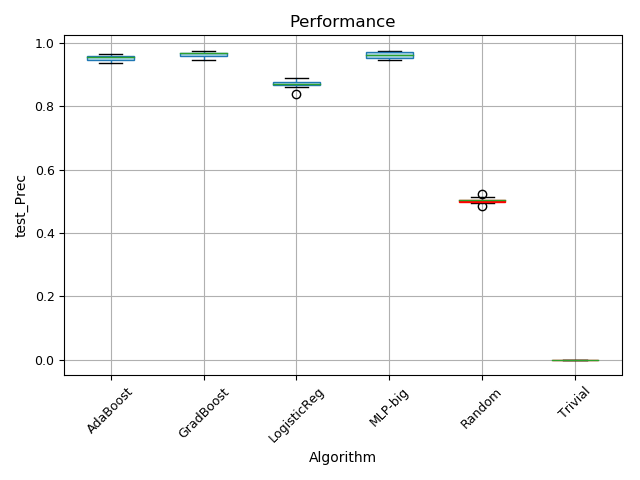 Performance
test_Prec
1.0
0.8
0.6
0.4
0.2
0.0
AdaBoost
GradBoost
LogisticReg
MLP-big
Random
Trivial
Algorithm